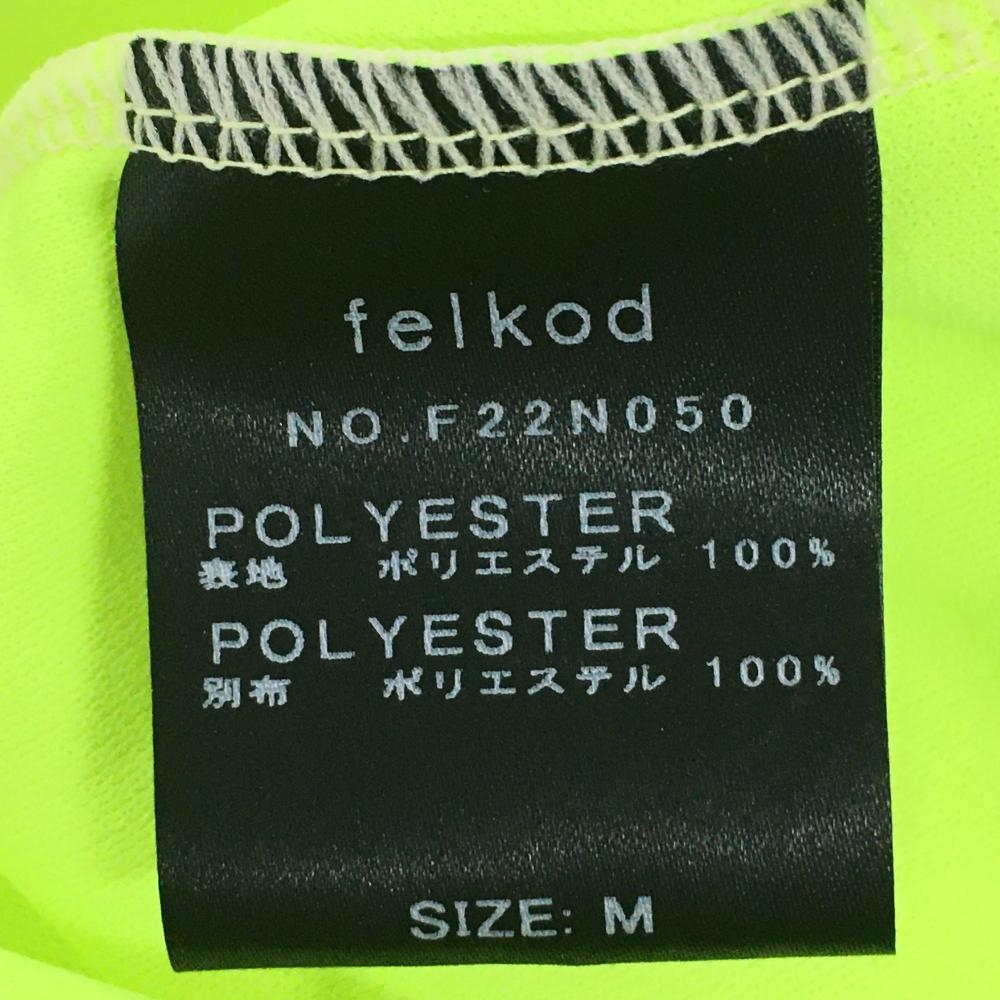 felkod
NO.F22N050
POLYESTER
表地 ポリエステル 100%
POLYESTER
別布 ポリエステル 100%
SIZE: M